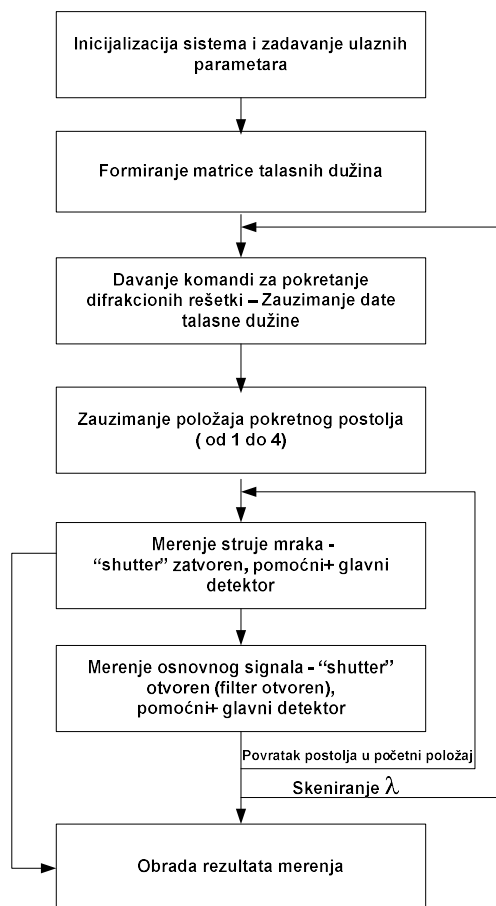 Inicijalizacija sistema i zadavanje ulaznih
parametara
Formiranje matrice talasnih dužina
Davanje komandi za pokretanje
difrakcionih rešetki – Zauzimanje date
talasne dužine
Zauzimanje položaja pokretnog postolja
( od 1 do 4)
Merenje struje mraka -
“shutter” zatvoren, pomoćni+ glavni
detektor
Merenje osnovnog signala - “shutter”
otvoren (filter otvoren),
pomoćni+ glavni detektor
Povratak postolja u početni položaj
Skeniranje λ
Obrada rezultata merenja